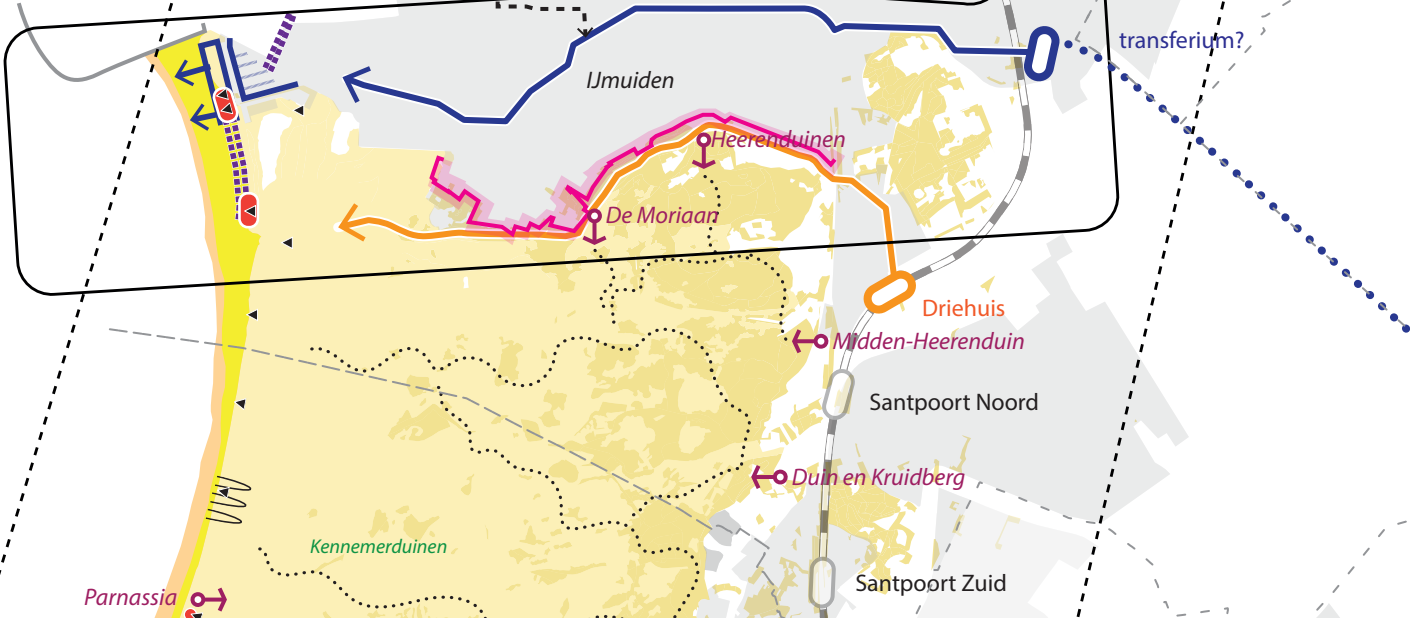 transferium?
IJmuiden
Heerenduinen
De Moriaan
Driehuis
Midden-Heerenduin
Santpoort Noord
Duin en Kruidberg
Kennemerduinen
Santpoort Zuid
Parnassia